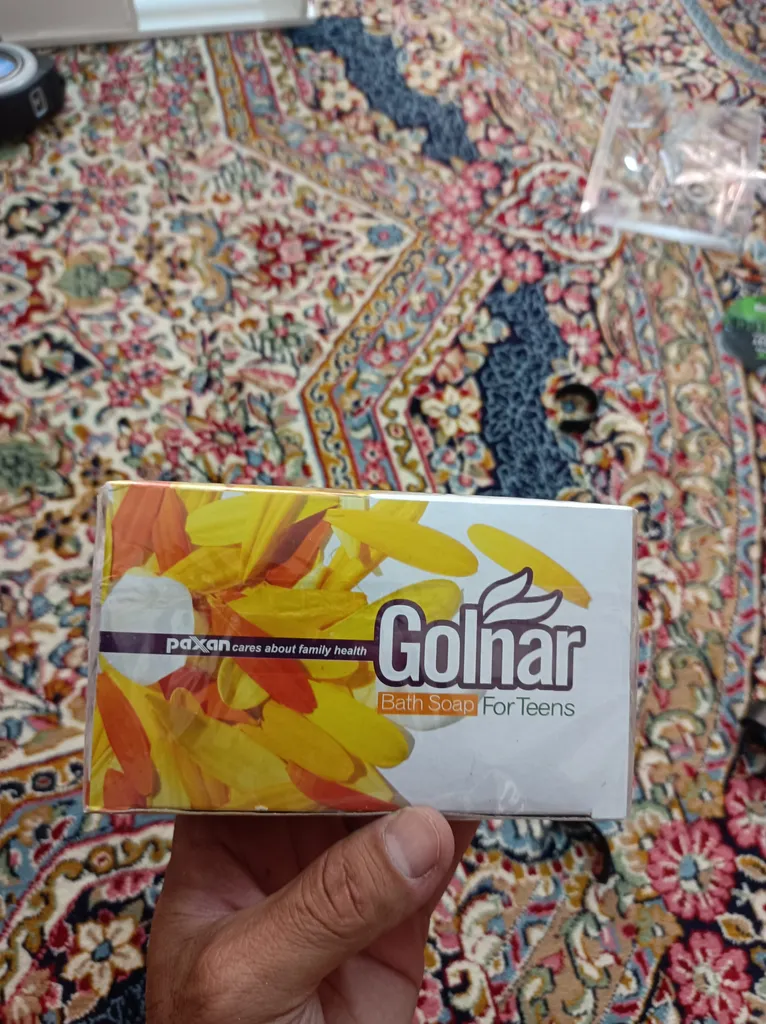 paxan cares about family health
Golnar
Bath Soap For Teens